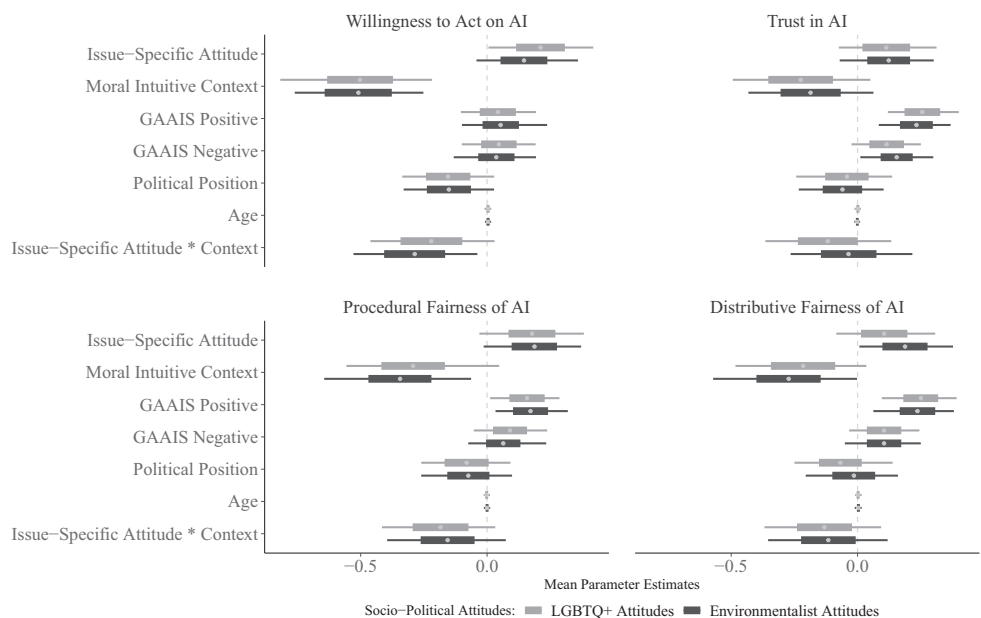 Willingness to Act on AI
Trust in AI
Issue−Specific Attitude
Moral Intuitive Context
GAAIS Positive
GAAIS Negative
Political Position
Age
Issue−Specific Attitude * Context
Procedural Fairness of AI
Distributive Fairness of AI
Issue−Specific Attitude
Moral Intuitive Context
GAAIS Positive
GAAIS Negative
Political Position
Age
Issue−Specific Attitude * Context
−0.5 0.0 −0.5 0.0
Mean Parameter Estimates
Socio−Political Attitudes: LGBTQ+ Attitudes Environmentalist Attitudes